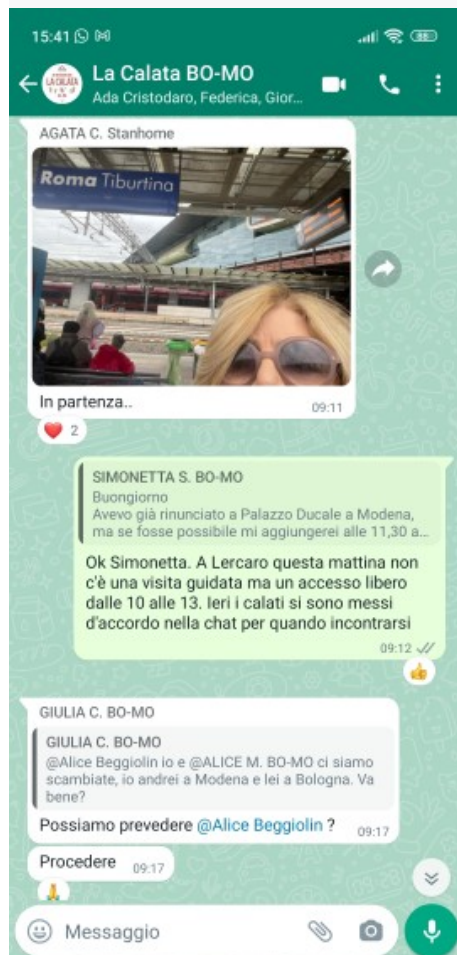 15:41
La Calata BO-MO
Ada Cristodaro, Federica, Gior...
AGATA C. Stanhome
Roma Tiburtina
In partenza..
09:11
2
SIMONETTA S. BO-MO
Buongiorno
Avevo già rinunciato a Palazzo Ducale a Modena,
ma se fosse possibile mi aggiungerei alle 11,30 a...
Ok Simonetta. A Lercaro questa mattina non
c'è una visita guidata ma un accesso libero
dalle 10 alle 13. Ieri i calati si sono messi
d'accordo nella chat per quando incontrarsi
09:12
GIULIA C. BO-MO
GIULIA C. BO-MO
@Alice Beggiolin io e @ALICE M. BO-MO ci siamo
scambiate, io andrei a Modena e lei a Bologna. Va
bene?
Possiamo prevedere @Alice Beggiolin ?
09:17
Procedere
09:17
Messaggio